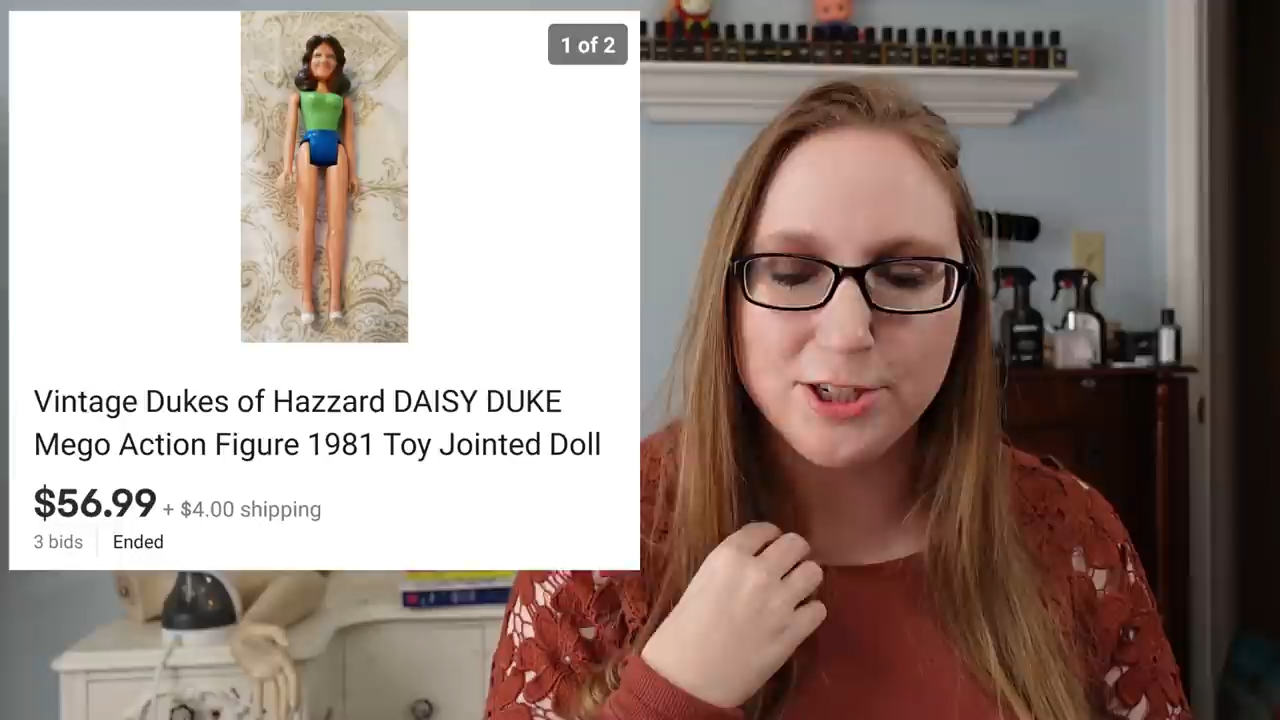 1 of 2
Vintage Dukes of Hazzard DAISY DUKE
Mego Action Figure 1981 Toy Jointed Doll
$56.99 + $4.00 shipping
3 bids Ended